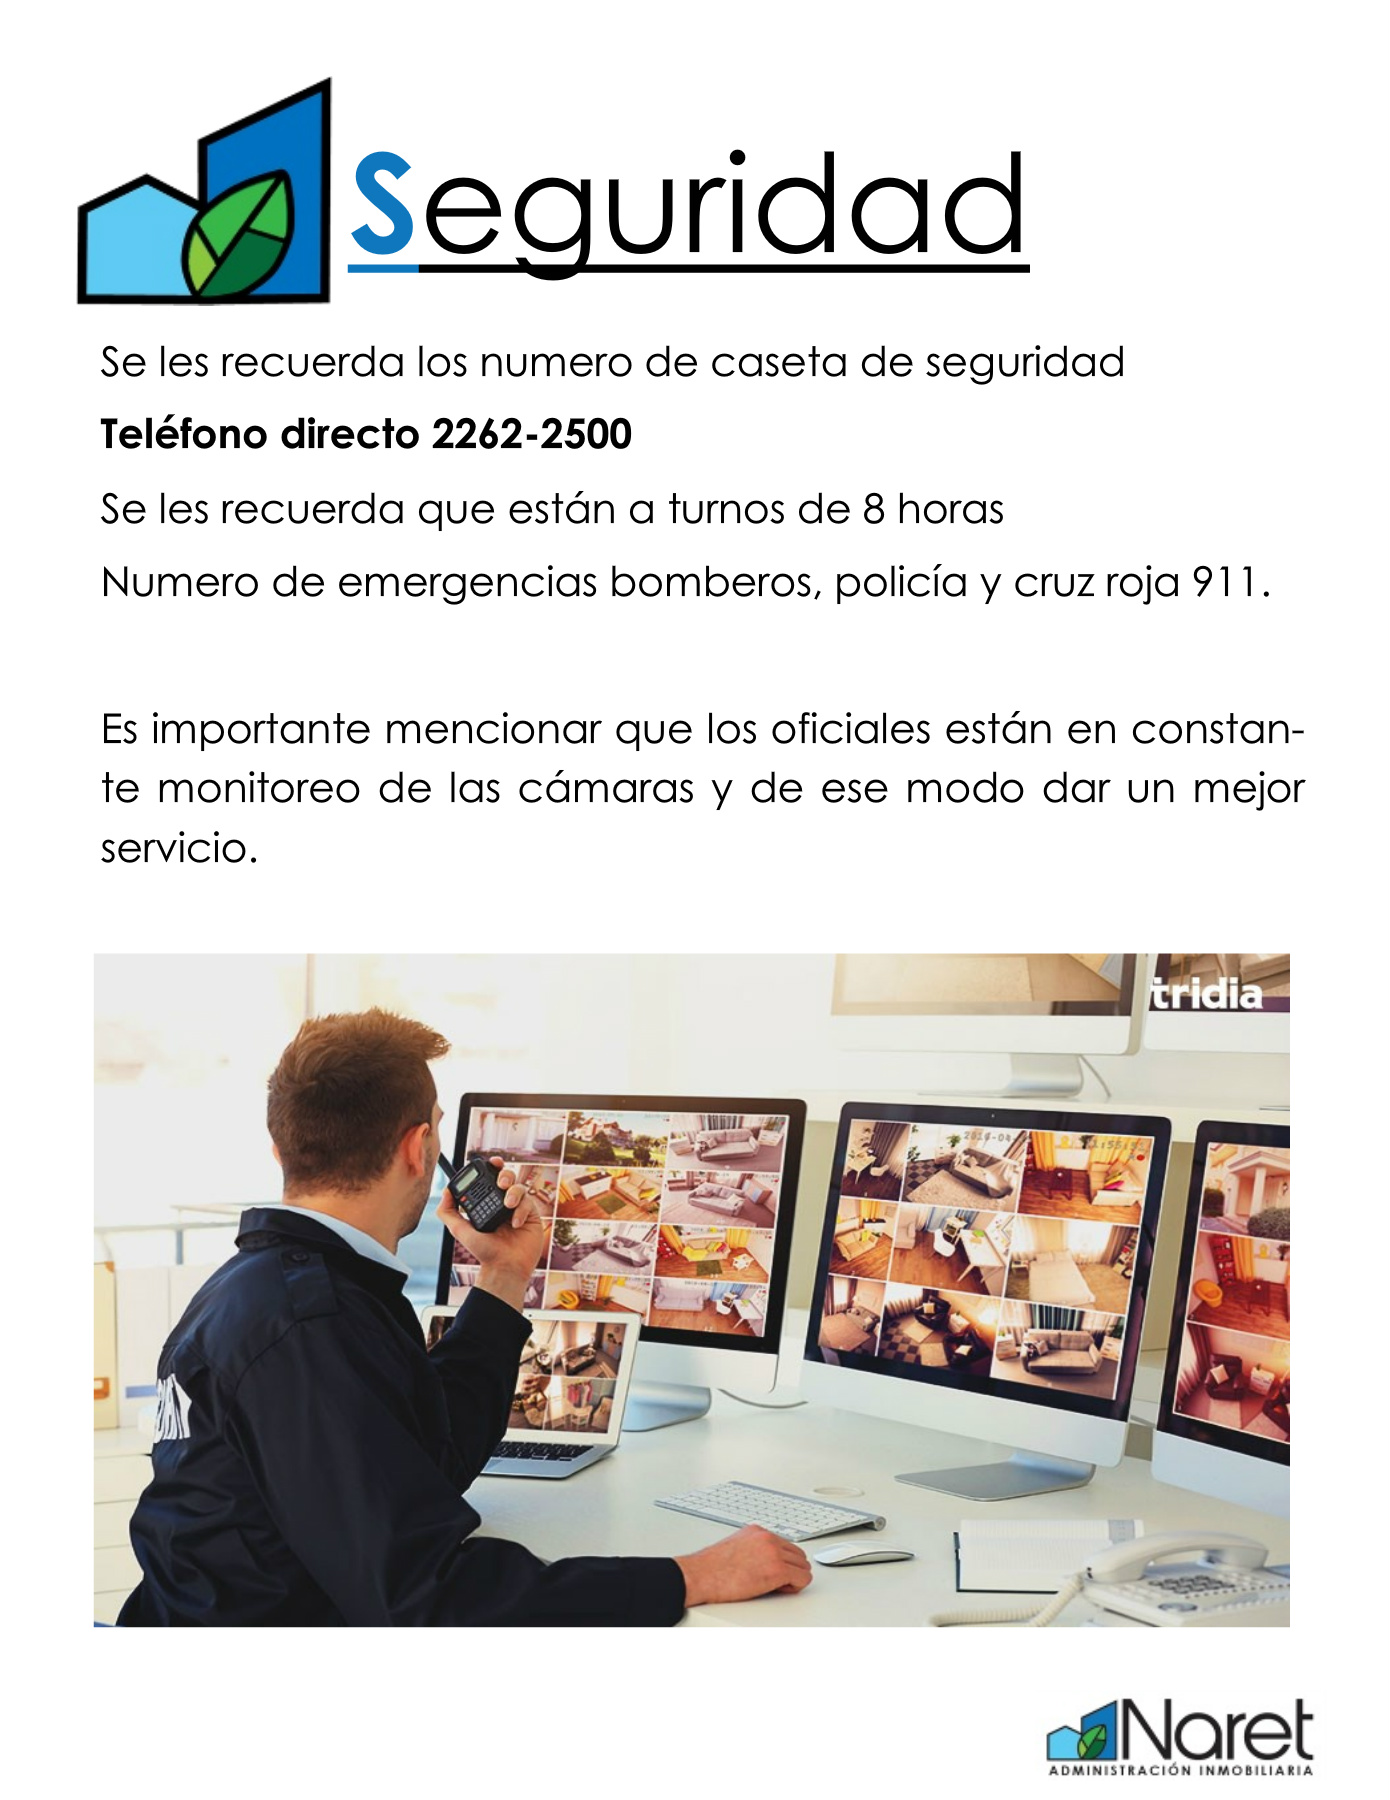 Seguridad
Se les recuerda los numero de caseta de seguridad
Teléfono directo 2262-2500
Se les recuerda que están a turnos de 8 horas
Numero de emergencias bomberos, policía y cruz roja 911.
Es importante mencionar que los oficiales están en constan-
te monitoreo de las cámaras y de ese modo dar un mejor
servicio.
tridia
Naret
ADMINISTRACIÓN INMOBILIARIA